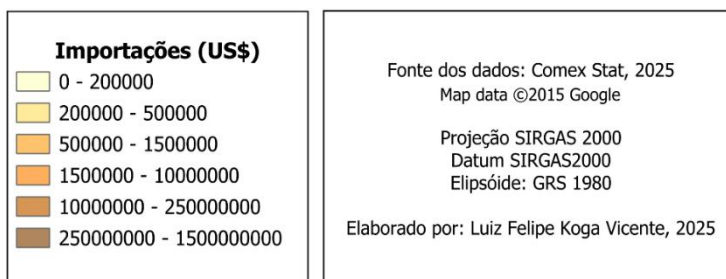 Importações (US$)
0 - 200000
200000 - 500000
500000 - 1500000
1500000 - 10000000
10000000 - 250000000
250000000 - 1500000000
Fonte dos dados: Comex Stat, 2025
Map data ©2015 Google
Projeção SIRGAS 2000
Datum SIRGAS2000
Elipsóide: GRS 1980
Elaborado por: Luiz Felipe Koga Vicente, 2025